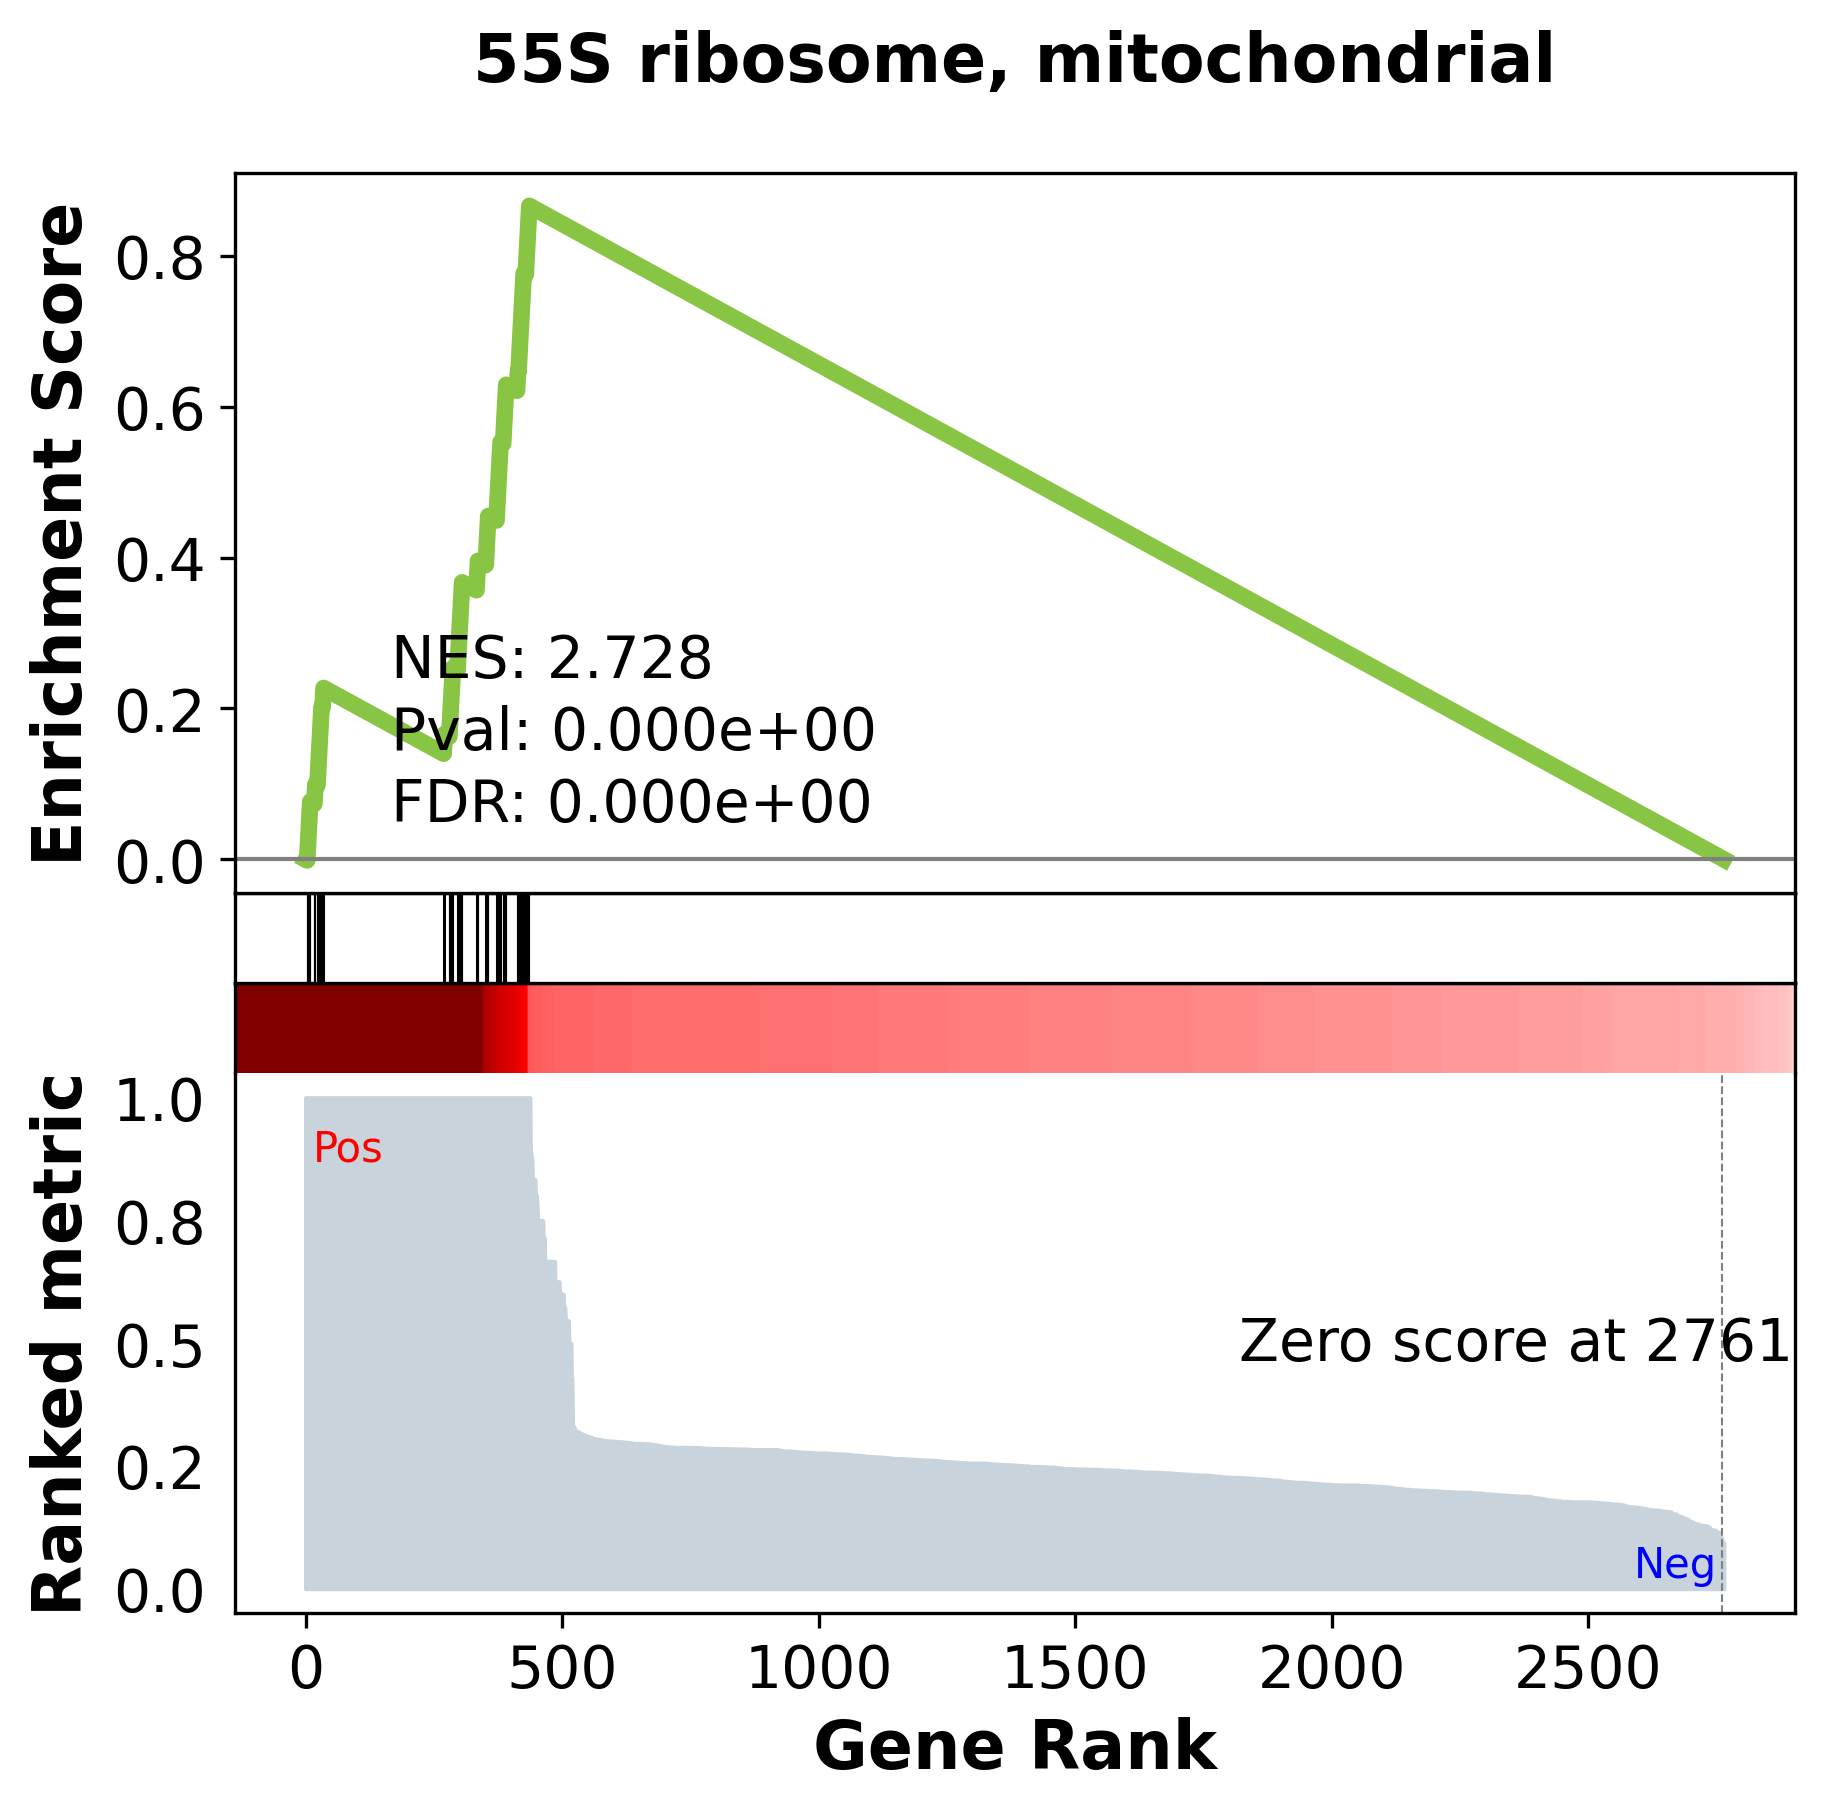 55S ribosome, mitochondrial
Enrichment Score
0.8
0.6
0.4
0.2
0.0
NES: 2.728
Pval: 0.000e+00
FDR: 0.000e+00
Ranked metric
1.0
0.8
0.5
0.2
0.0
Pos
Zero score at 2761
Neg
0 500 1000 1500 2000 2500
Gene Rank